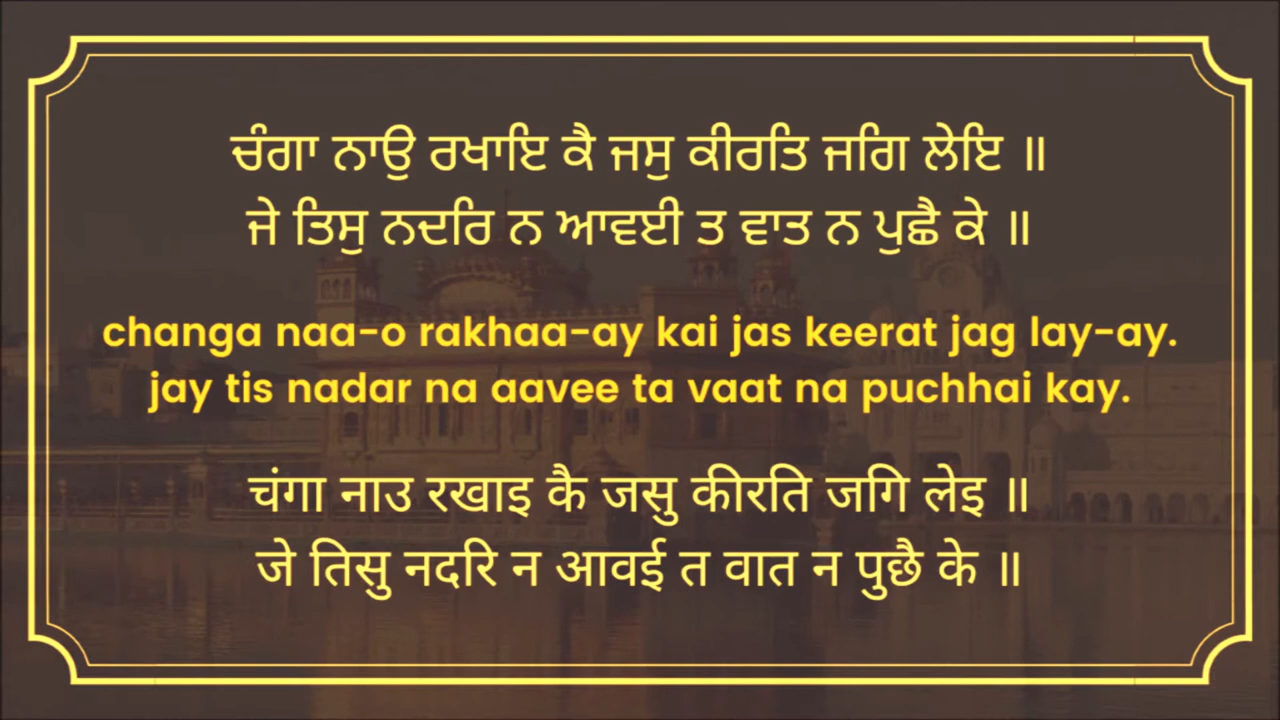 ਚੰਗਾ ਨਾਉ ਰਖਾਇ ਕੈ ਜਸੁ ਕੀਰਤਿ ਜਗਿ ਲੇਇ ॥
ਜੇ ਤਿਸੁ ਨਦਰਿ ਨ ਆਵਈ ਤ ਵਾਤ ਨ ਪੁਛੈ ਕੇ ॥
changa naa-o rakhaa-ay kai jas keerat jag lay-ay.
jay tis nadar na aavee ta vaat na puchhai kay.
चंगा नाउ रखाइ कै जसु कीरति जगि लेइ ॥
जे तिसु नदरि न आवई त वात न पुछै के ॥